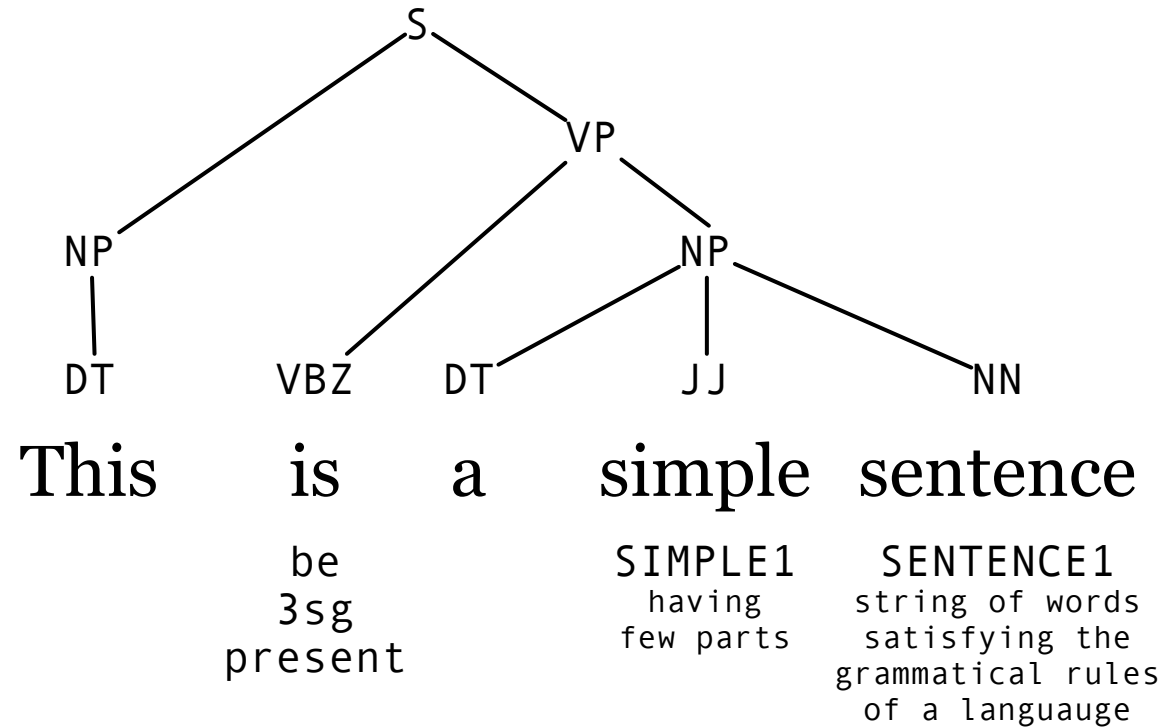 S
VP
NP NP
DT VBZ DT JJ NN
This is a simple sentence
be SIMPLE1 SENTENCE1
3sg having string of words
present few parts satisfying the
grammatical rules
of a languauge